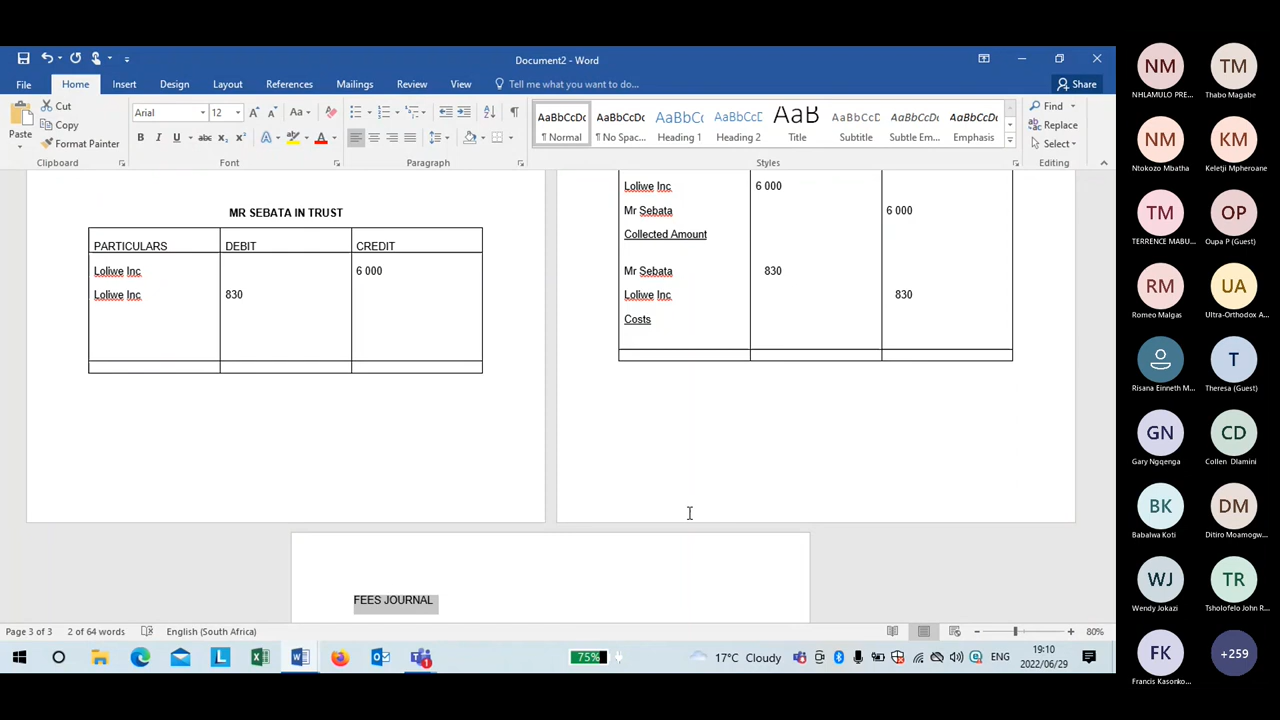 Document2 - Word
File
Home
Insert
Design
Layout
References
Mailings
Review
View
Tell me what you want to do...
Share
Paste
Cut
Copy
Format Painter
Clipboard
Arial
12
Font
Paragraph
AaBbCcDc
¶ Normal
AaBbCcDc
¶ No Spac...
AaBbCc
Heading 1
AaBbCcD
Heading 2
AaB
Title
AaBbCcD
Subtitle
AaBbCcDc
Subtle Em...
AaBbCcDc
Emphasis
Styles
Find
Replace
Select
Editing
MR SEBATA IN TRUST
PARTICULARS DEBIT CREDIT
Loliwe Inc 6 000
Loliwe Inc 830
Loliwe Inc 6 000
Mr Sebata 6 000
Collected Amount
Mr Sebata 830
Loliwe Inc 830
Costs
FEES JOURNAL
Page 3 of 3
2 of 64 words
English (South Africa)
80%
75%
17°C Cloudy
ENG
19:10
2022/06/29
NM
NHLAMULO PRE...
TM
Thabo Magabe
NM
Ntokozo Mbatha
KM
Keletji Mpheroane
TM
TERRENCE MABU...
OP
Oupa P (Guest)
RM
Romeo Malgas
UA
Ultra-Orthodox A...
Risana Einneth M...
T
Theresa (Guest)
GN
Gary Ngqenga
CD
Collen Dlamini
BK
Babalwa Koti
DM
Ditiro Moamogw...
WJ
Wendy Jokazi
TR
Tsholofelo John R...
FK
Francis Kasonko...
+259